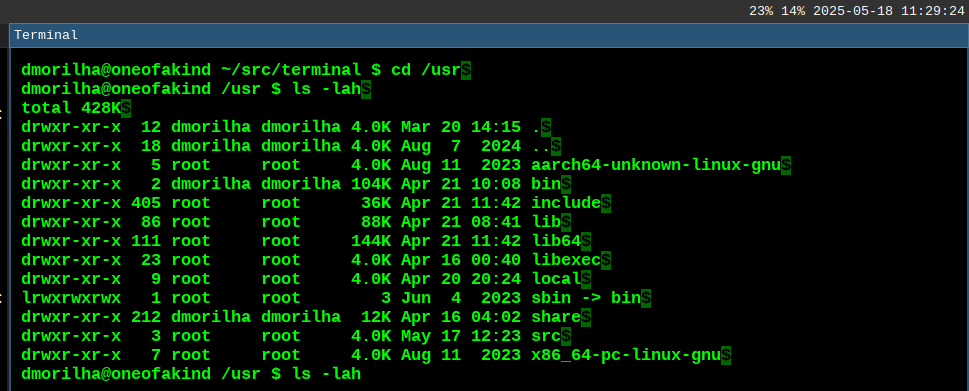 23% 14% 2025-05-18 11:29:24
Terminal
dmorilha@oneofakind ~/src/terminal $ cd /usr$
dmorilha@oneofakind /usr $ ls -lah$
total 428K$
drwxr-xr-x  12 dmorilha dmorilha 4.0K Mar 20 14:15 .$
drwxr-xr-x  18 dmorilha dmorilha 4.0K Aug  7  2024 ..$
drwxr-xr-x   5 root     root     4.0K Aug 11  2023 aarch64-unknown-linux-gnu$
drwxr-xr-x   2 dmorilha dmorilha 104K Apr 21 10:08 bin$
drwxr-xr-x 405 root     root      36K Apr 21 11:42 include$
drwxr-xr-x  86 root     root      88K Apr 21 08:41 lib$
drwxr-xr-x 111 root     root     144K Apr 21 11:42 lib64$
drwxr-xr-x  23 root     root     4.0K Apr 16 00:40 libexec$
drwxr-xr-x   9 root     root     4.0K Apr 20 20:24 local$
lrwxrwxrwx   1 root     root        3 Jun  4  2023 sbin -> bin$
drwxr-xr-x 212 dmorilha dmorilha  12K Apr 16 04:02 share$
drwxr-xr-x   3 root     root     4.0K May 17 12:23 src$
drwxr-xr-x   7 root     root     4.0K Aug 11  2023 x86_64-pc-linux-gnu$
dmorilha@oneofakind /usr $ ls -lah